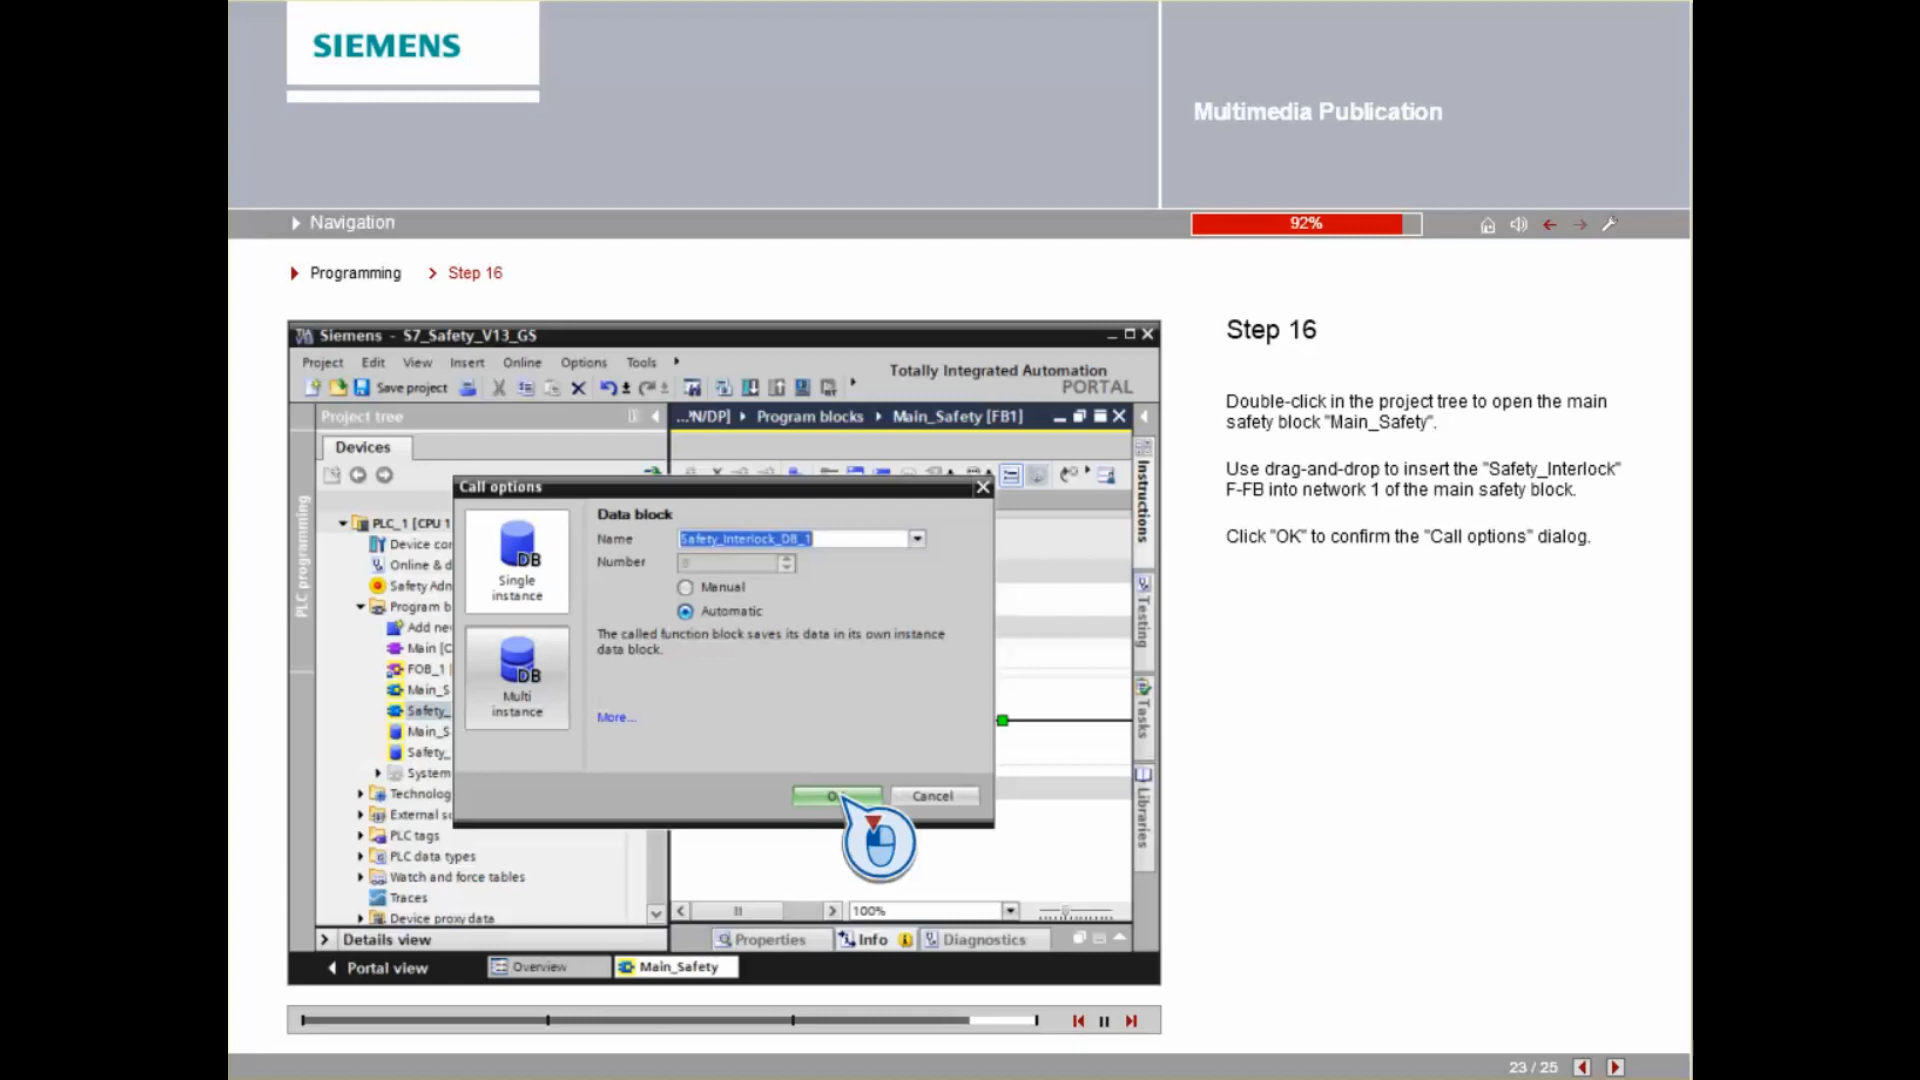 SIEMENS
Multimedia Publication
Navigation
92%
Programming
Step 16
Siemens - S7_Safety_V13_GS
Project Edit View Insert Online Options Tools
Totally Integrated Automation
PORTAL
Save project
Project tree
...'N/DP] Program blocks Main_Safety [FB1]
Devices
PLC programming
PLC_1 [CPU 1
Device co
Online & d
Safety Adn
Program b
Add ne
Main [C
FOB_1
Main_S
Safety_
Main_S
Safety_
System
Technolog
External s
PLC tags
PLC data types
Watch and force tables
Traces
Device proxy data
Details view
Call options
DB
Single
instance
DB
Multi
instance
Data block
Name
Safety_Interlock_DB_1
Number
Manual
Automatic
The called function block saves its data in its own instance
data block.
More...
Cancel
Instructions
Testing
Tasks
Libraries
100%
Properties
Info
Diagnostics
Portal view
Overview
Main_Safety
Step 16
Double-click in the project tree to open the main
safety block "Main_Safety".
Use drag-and-drop to insert the "Safety_Interlock"
F-FB into network 1 of the main safety block.
Click "OK" to confirm the "Call options" dialog.
23 / 25